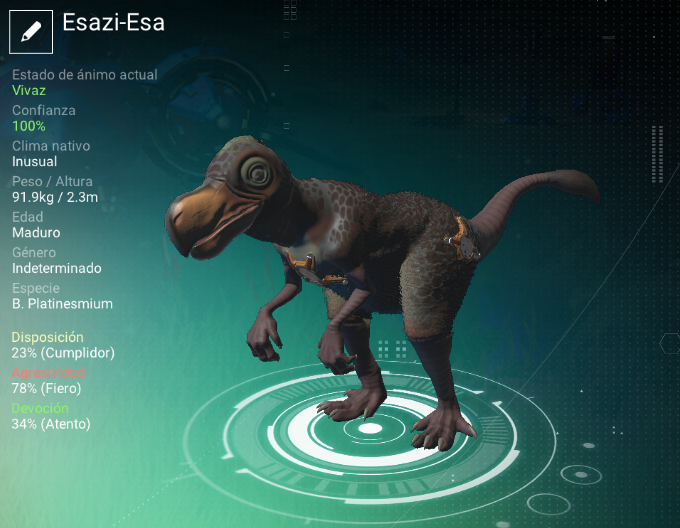 Esazi-Esa
Estado de ánimo actual
Vivaz
Confianza
100%
Clima nativo
Inusual
Peso / Altura
91.9kg / 2.3m
Edad
Maduro
Género
Indeterminado
Especie
B. Platinesmium
Disposición
23% (Cumplidor)
Agresividad
78% (Fiero)
Devoción
34% (Atento)